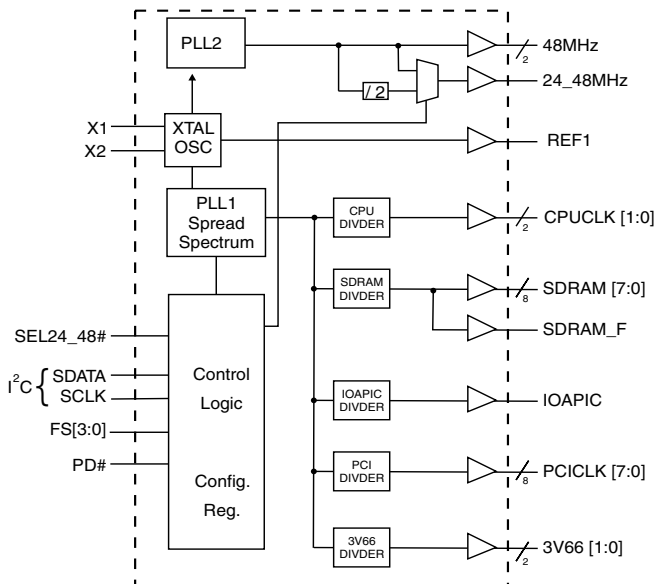 PLL2
48MHz
2
/ 2
24_48MHz
X1
X2
XTAL
OSC
REF1
PLL1
Spread
Spectrum
CPU
DIVDER
CPUCLK [1:0]
2
SDRAM
DIVDER
SDRAM [7:0]
8
SDRAM_F
SEL24_48#
I²C { SDATA
SCLK
FS[3:0]
PD#
Control
Logic
Config.
Reg.
IOAPIC
DIVDER
IOAPIC
PCI
DIVDER
PCICLK [7:0]
8
3V66
DIVDER
3V66 [1:0]
2